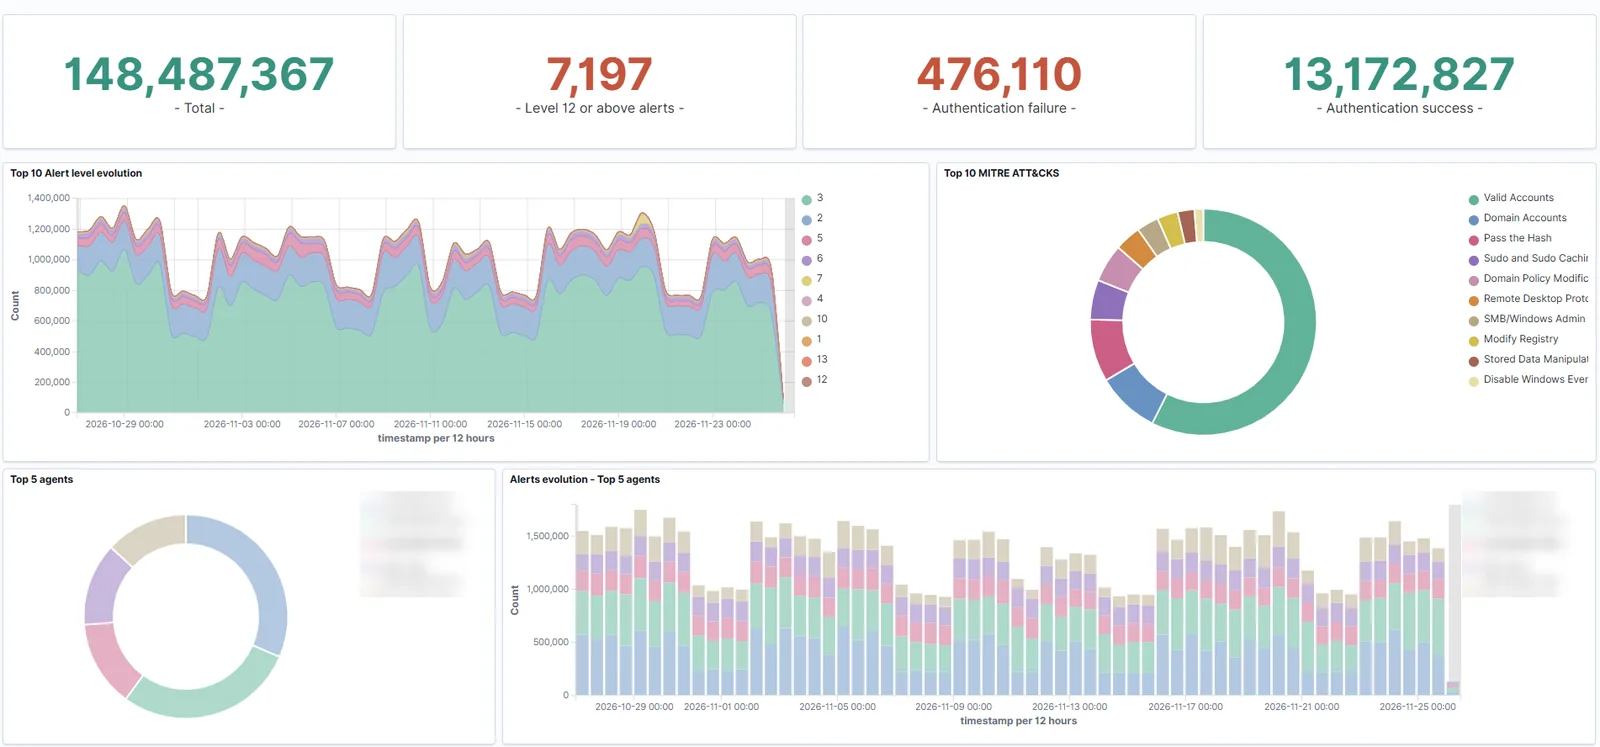 148,487,367
- Total -
7,197
- Level 12 or above alerts -
476,110
- Authentication failure -
13,172,827
- Authentication success -
Top 10 Alert level evolution
1,400,000
1,200,000
1,000,000
800,000
600,000
400,000
200,000
0
Count
2026-10-29 00:00
2026-11-03 00:00
2026-11-07 00:00
2026-11-11 00:00
2026-11-15 00:00
2026-11-19 00:00
2026-11-23 00:00
timestamp per 12 hours
3
2
5
6
7
4
10
1
13
12
Top 10 MITRE ATT&CKS
Valid Accounts
Domain Accounts
Pass the Hash
Sudo and Sudo Cachin
Domain Policy Modific
Remote Desktop Proto
SMB/Windows Admin
Modify Registry
Stored Data Manipulat
Disable Windows Ever
Top 5 agents
Alerts evolution - Top 5 agents
1,500,000
1,000,000
500,000
0
Count
2026-10-29 00:00
2026-11-01 00:00
2026-11-05 00:00
2026-11-09 00:00
2026-11-13 00:00
2026-11-17 00:00
2026-11-21 00:00
2026-11-25 00:00
timestamp per 12 hours